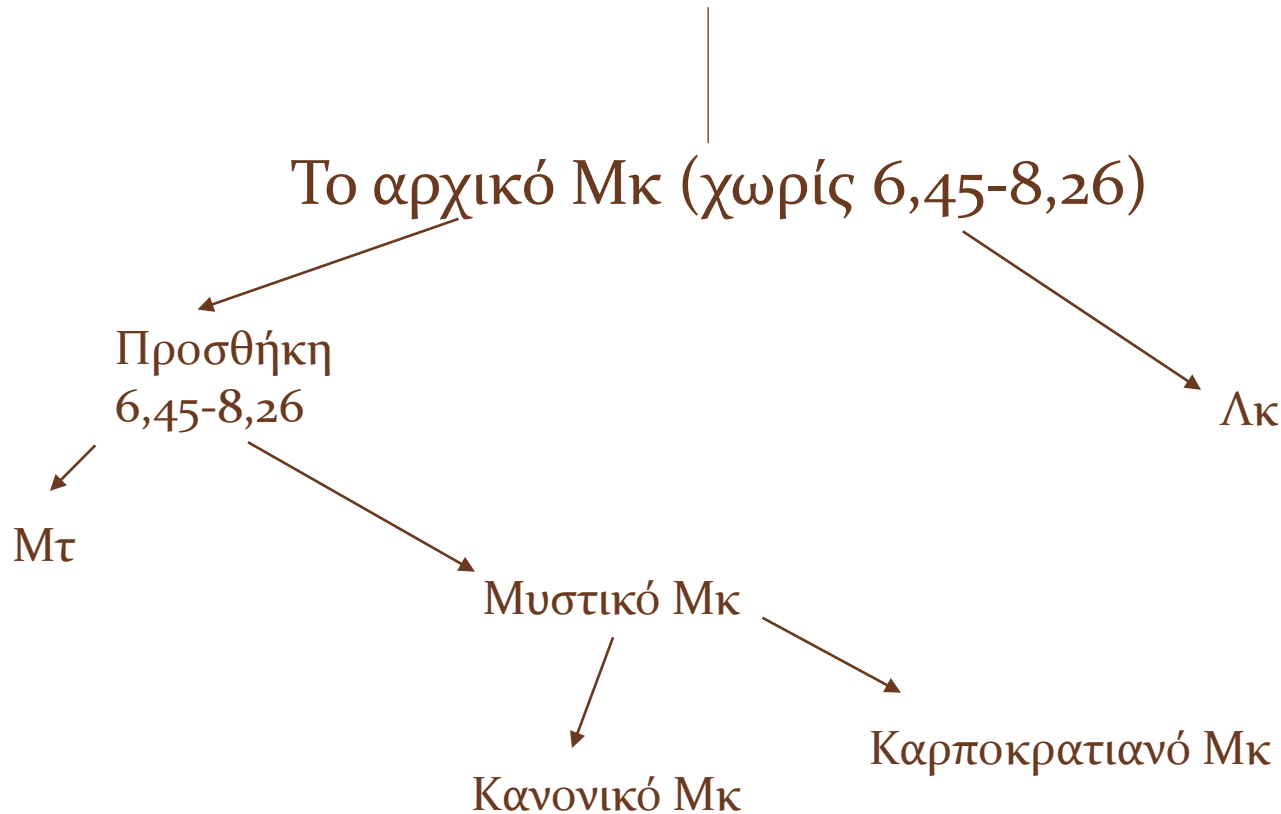 Το αρχικό Μκ (χωρίς 6,45-8,26)
Προσθήκη
6,45-8,26
Λκ
Μτ
Μυστικό Μκ
Καρποκρατιανό Μκ
Κανονικό Μκ